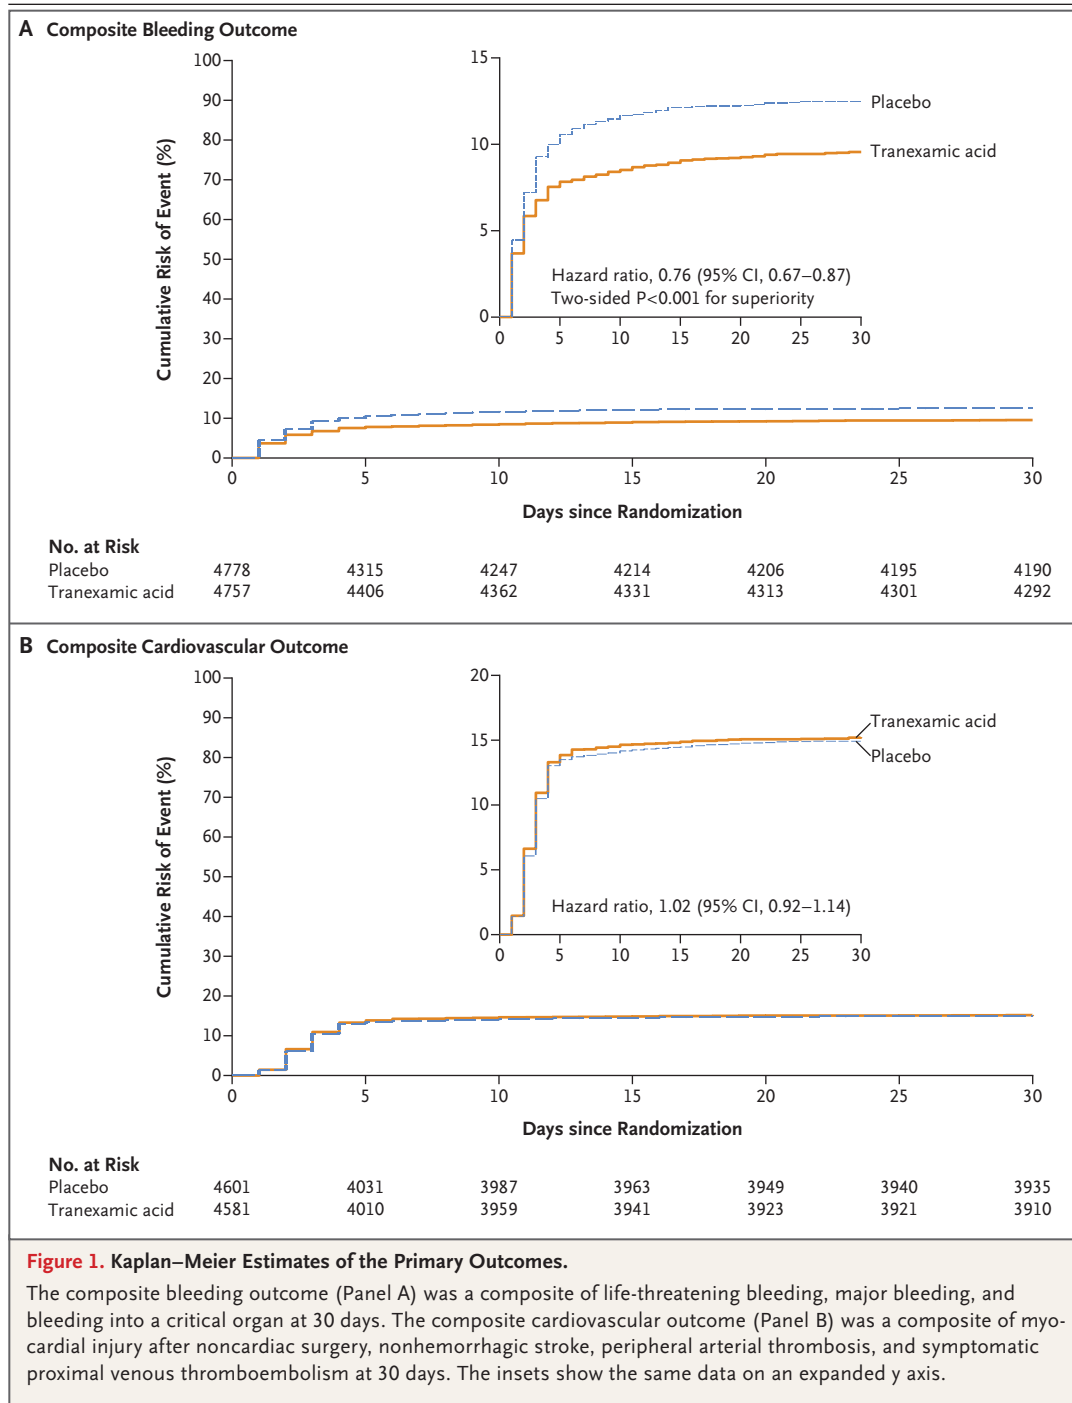 A Composite Bleeding Outcome
Cumulative Risk of Event (%)
100
90
80
70
60
50
40
30
20
10
0
0 5 10 15 20 25 30
Days since Randomization
15
10
5
0
0 5 10 15 20 25 30
Placebo
Tranexamic acid
Hazard ratio, 0.76 (95% CI, 0.67–0.87)
Two-sided P<0.001 for superiority
No. at Risk
Placebo 4778 4315 4247 4214 4206 4195 4190
Tranexamic acid 4757 4406 4362 4331 4313 4301 4292
B Composite Cardiovascular Outcome
Cumulative Risk of Event (%)
100
90
80
70
60
50
40
30
20
10
0
0 5 10 15 20 25 30
Days since Randomization
20
15
10
5
0
0 5 10 15 20 25 30
Tranexamic acid
Placebo
Hazard ratio, 1.02 (95% CI, 0.92–1.14)
No. at Risk
Placebo 4601 4031 3987 3963 3949 3940 3935
Tranexamic acid 4581 4010 3959 3941 3923 3921 3910
Figure 1. Kaplan–Meier Estimates of the Primary Outcomes.
The composite bleeding outcome (Panel A) was a composite of life-threatening bleeding, major bleeding, and
bleeding into a critical organ at 30 days. The composite cardiovascular outcome (Panel B) was a composite of myo-
cardial injury after noncardiac surgery, nonhemorrhagic stroke, peripheral arterial thrombosis, and symptomatic
proximal venous thromboembolism at 30 days. The insets show the same data on an expanded y axis.